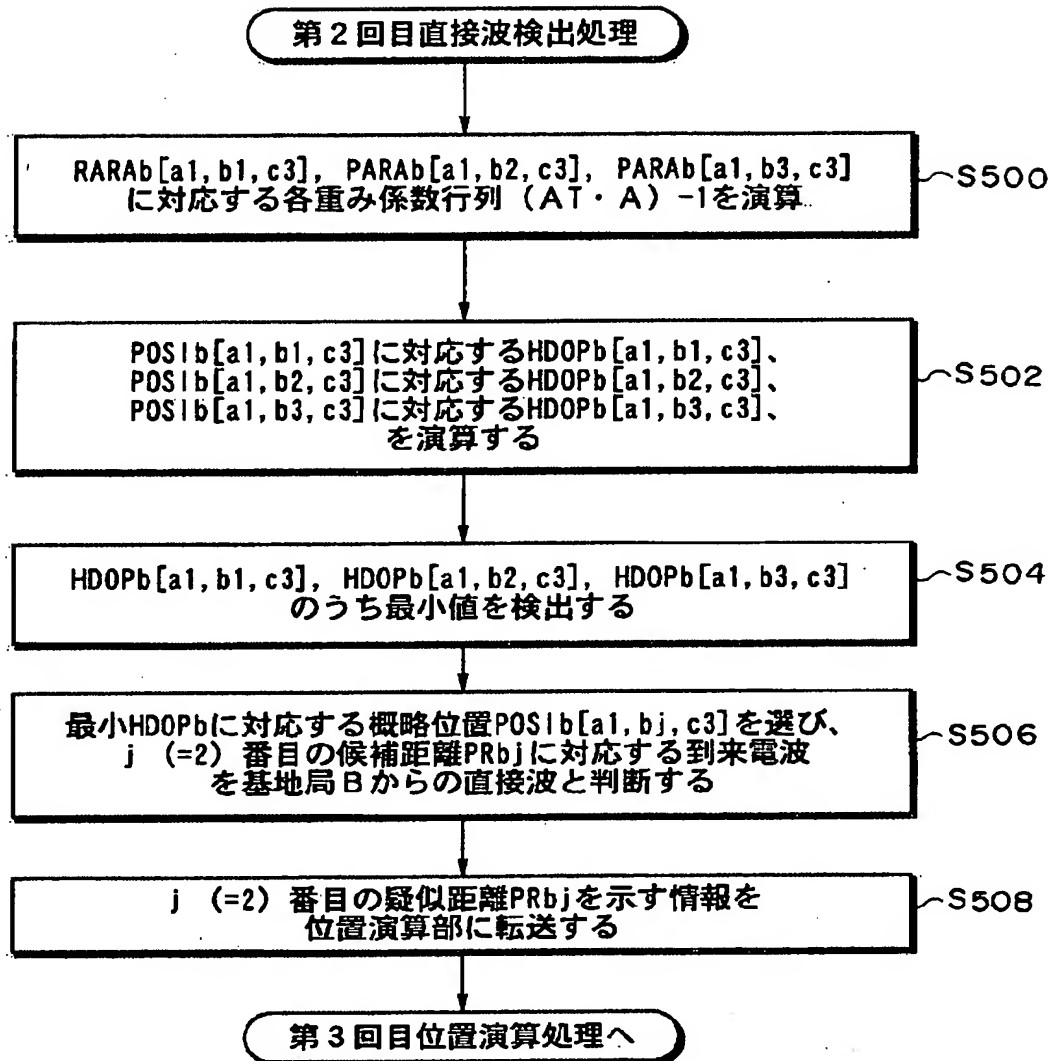 第2回目直接波検出処理
RARAb[a1,b1,c3], PARAb[a1,b2,c3], PARAb[a1,b3,c3]
に対応する各重み係数行列（AT・A）-1を演算
S500
POSIb[a1,b1,c3]に対応するHDOPb[a1,b1,c3]、
POSIb[a1,b2,c3]に対応するHDOPb[a1,b2,c3]、
POSIb[a1,b3,c3]に対応するHDOPb[a1,b3,c3]、
を演算する
S502
HDOPb[a1,b1,c3], HDOPb[a1,b2,c3], HDOPb[a1,b3,c3]
のうち最小値を検出する
S504
最小HDOPbに対応する概略位置POSIb[a1,bj,c3]を選び、
j（=2）番目の候補距離PRbjに対応する到来電波
を基地局Bからの直接波と判断する
S506
j（=2）番目の疑似距離PRbjを示す情報を
位置演算部に転送する
S508
第3回目位置演算処理へ